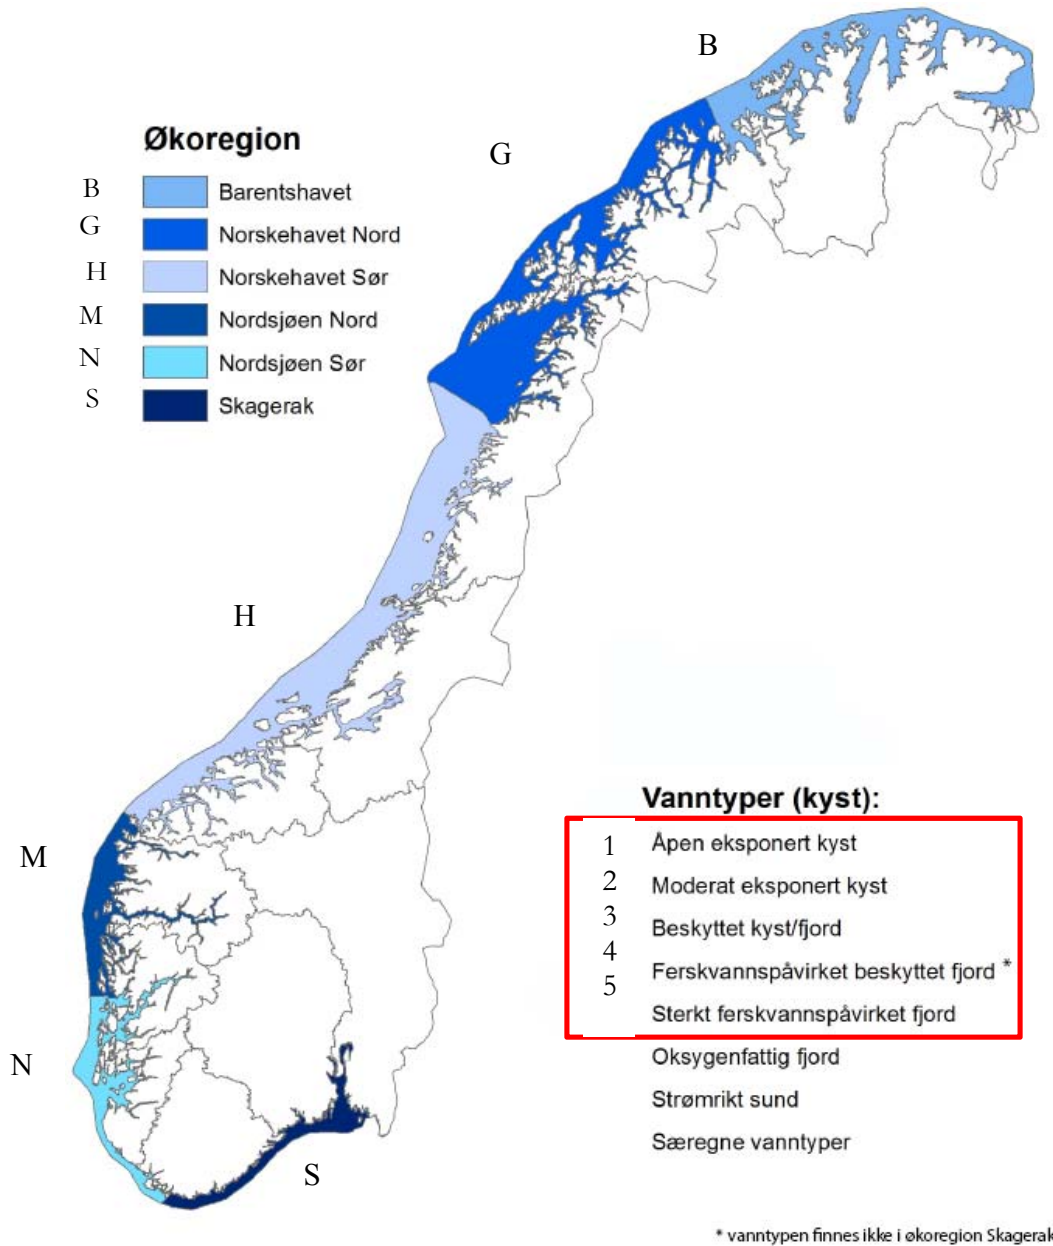 B
G
Økoregion
B Barentshavet
G Norskehavet Nord
H Norskehavet Sør
M Nordsjøen Nord
N Nordsjøen Sør
S Skagerak
H
M
N
S
Vanntyper (kyst):
1 Åpen eksponert kyst
2 Moderat eksponert kyst
3 Beskyttet kyst/fjord
4 Ferskvannspåvirket beskyttet fjord *
5 Sterkt ferskvannspåvirket fjord
Oksygenfattig fjord
Strømrikt sund
Særegne vanntyper
* vanntypen finnes ikke i økoregion Skagerak